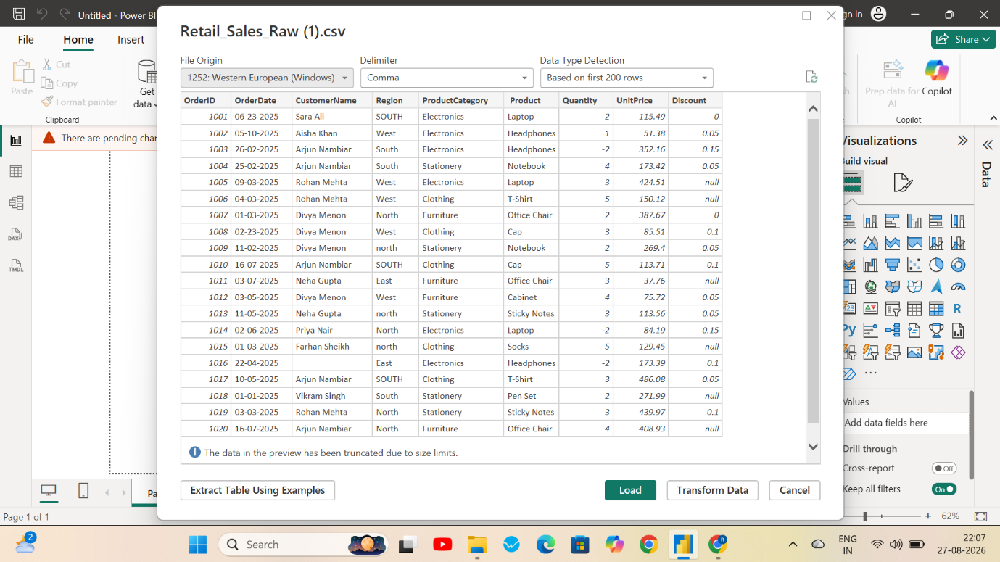 Untitled - Power BI
gn in
Retail_Sales_Raw (1).csv
File Home Insert
Share
File Origin Delimiter Data Type Detection
1252: Western European (Windows) Comma Based on first 200 rows
Paste
Cut
Copy
Format painter
Get
data
Clipboard
Prep data for
AI
Copilot
Copilot
There are pending char
OrderID OrderDate CustomerName Region ProductCategory Product Quantity UnitPrice Discount
1001 06-23-2025 Sara Ali SOUTH Electronics Laptop 2 115.49 0
1002 05-10-2025 Aisha Khan West Electronics Headphones 1 51.38 0.05
1003 26-02-2025 Arjun Nambiar South Electronics Headphones -2 352.16 0.15
1004 25-02-2025 Arjun Nambiar South Stationery Notebook 4 173.42 0.05
1005 09-03-2025 Rohan Mehta West Electronics Laptop 3 424.51 null
1006 04-03-2025 Rohan Mehta West Clothing T-Shirt 5 150.12 null
1007 01-03-2025 Divya Menon North Furniture Office Chair 2 387.67 0
1008 02-23-2025 Divya Menon West Clothing Cap 3 85.51 0.1
1009 11-02-2025 Divya Menon north Stationery Notebook 2 269.4 0.05
1010 16-07-2025 Arjun Nambiar SOUTH Clothing Cap 5 113.71 0.1
1011 03-07-2025 Neha Gupta East Furniture Office Chair 3 37.76 null
1012 03-05-2025 Divya Menon West Furniture Cabinet 4 75.72 0.05
1013 11-05-2025 Neha Gupta north Stationery Sticky Notes 3 113.56 0.05
1014 02-06-2025 Priya Nair North Electronics Laptop -2 84.19 0.15
1015 01-03-2025 Farhan Sheikh north Clothing Socks 5 129.45 null
1016 22-04-2025 East Electronics Headphones -2 173.39 0.1
1017 10-05-2025 Arjun Nambiar SOUTH Clothing T-Shirt 3 486.08 0.05
1018 01-01-2025 Vikram Singh South Stationery Pen Set 2 271.99 null
1019 03-03-2025 Rohan Mehta North Stationery Sticky Notes 3 439.97 0.1
1020 16-07-2025 Arjun Nambiar North Furniture Office Chair 4 408.93 null
The data in the preview has been truncated due to size limits.
Extract Table Using Examples Load Transform Data Cancel
DAX
TMDL
Visualizations
Build visual
Data
123
R
Py
Values
Add data fields here
Drill through
Cross-report Off
Keep all filters On
Pa
Page 1 of 1
62%
2
Search
ENG
IN
22:07
27-08-2026